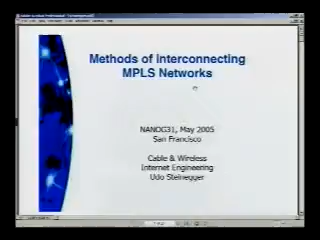 Methods of Interconnecting
MPLS Networks
NANOG31, May 2005
San Francisco
Cable & Wireless
Internet Engineering
Udo Steinegger